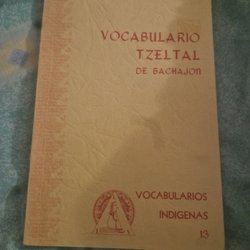 VOCABULARIO
TZELTAL
DE BACHAJON
VOCABULARIOS
INDIGENAS
13